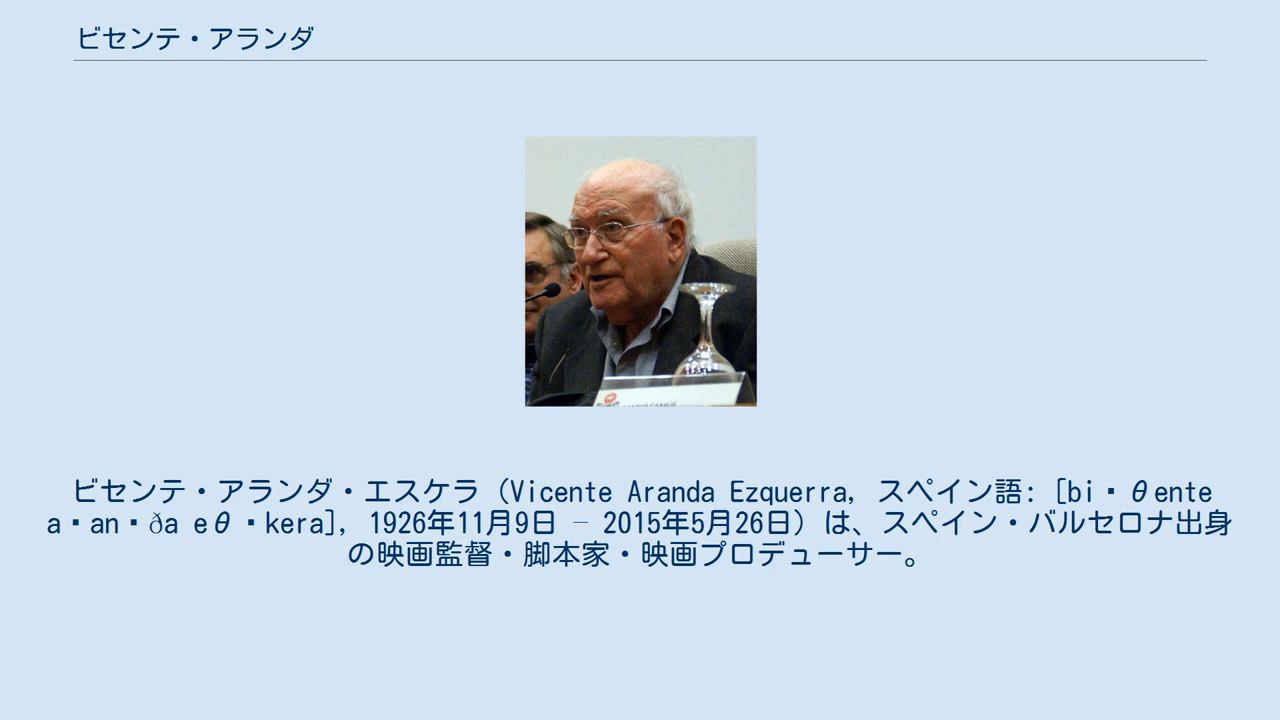 ビセンテ・アランダ
ビセンテ・アランダ・エスケラ（Vicente Aranda Ezquerra, スペイン語: [bi▪θente
a▪an▪ða eθ▪kera], 1926年11月9日 – 2015年5月26日）は、スペイン・バルセロナ出身
の映画監督・脚本家・映画プロデューサー。